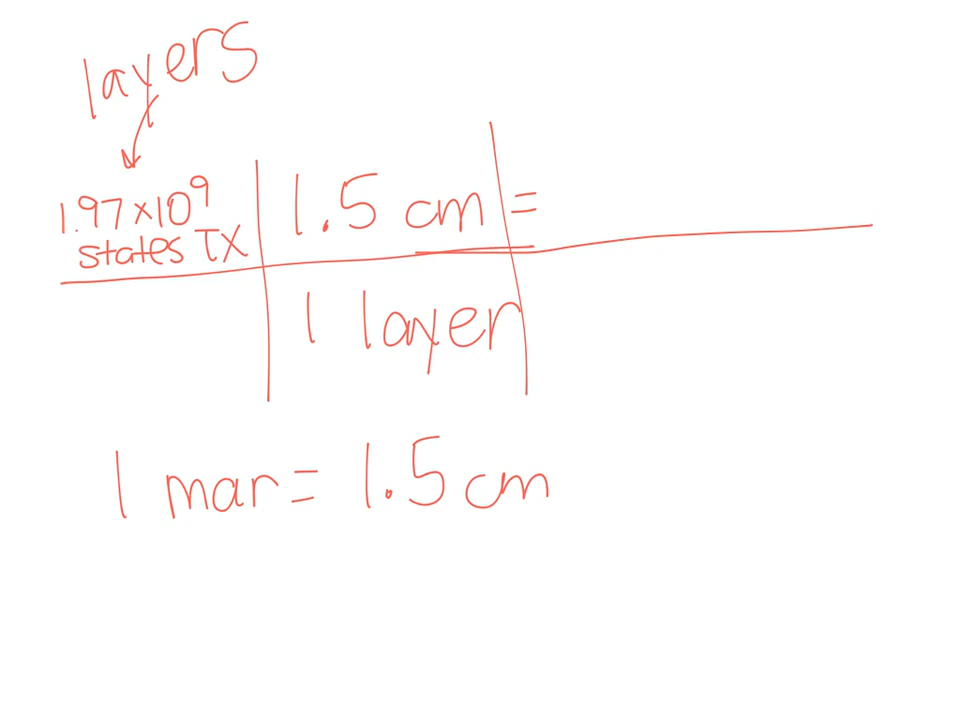 layers
1.97×10⁹
states TX
1.5 cm =
1 layer
1 mar = 1.5 cm